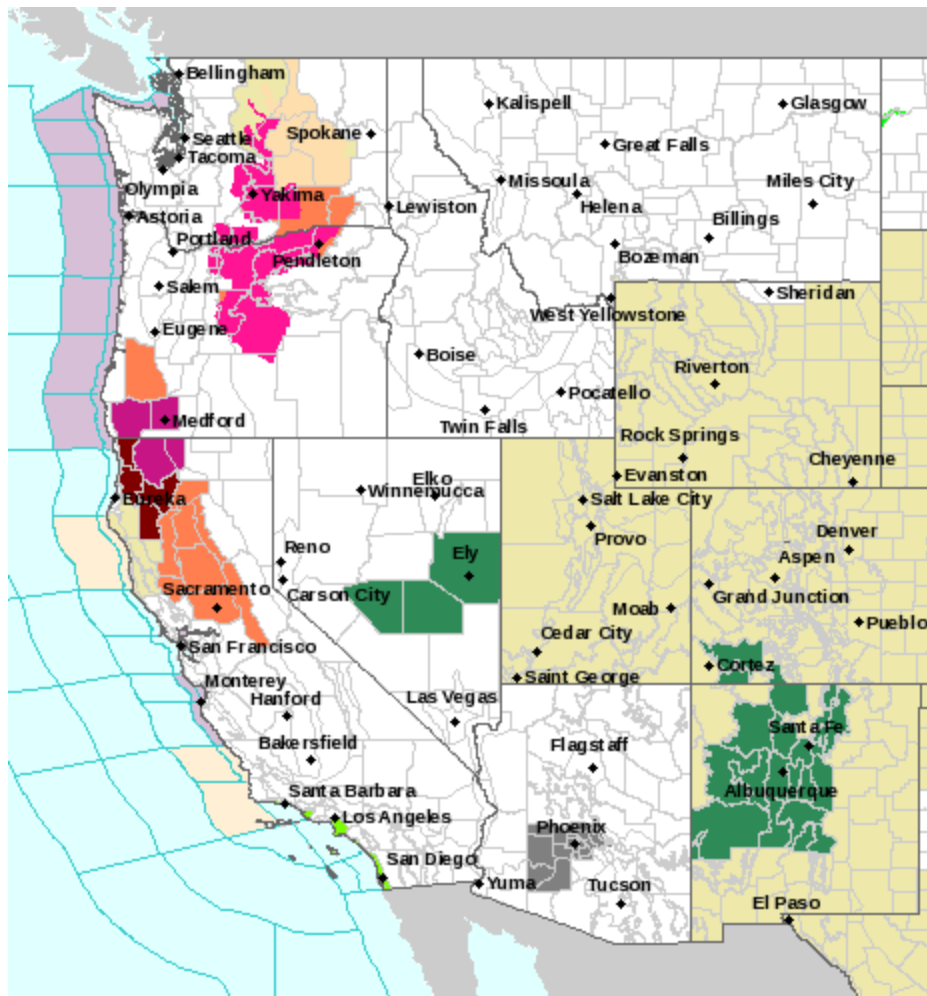 Bellingham
Kalispell
Glasgow
Seattle
Spokane
Great Falls
Tacoma
Olympia
Yakima
Missoula
Miles City
Astoria
Lewiston
Helena
Billings
Portland
Pendleton
Bozeman
Salem
Sheridan
West Yellowstone
Eugene
Boise
Riverton
Pocatello
Medford
Twin Falls
Rock Springs
Cheyenne
Evanston
Elko
Eureka
Winnemucca
Salt Lake City
Provo
Denver
Reno
Ely
Aspen
Sacramento
Carson City
Grand Junction
Moab
Pueblo
Cedar City
San Francisco
Cortez
Saint George
Monterey
Hanford
Las Vegas
Santa Fe
Bakersfield
Flagstaff
Albuquerque
Santa Barbara
Los Angeles
Phoenix
San Diego
Yuma
Tucson
El Paso